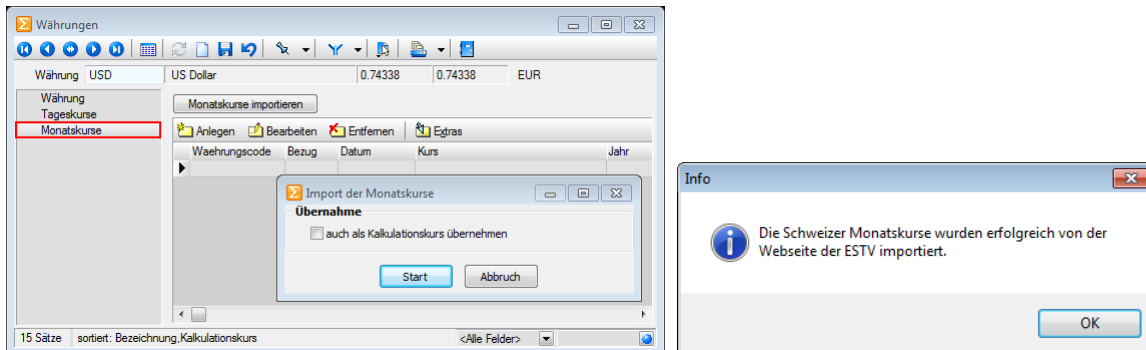 Währungen
Währung USD US Dollar 0.74338 0.74338 EUR
Währung
Tageskurse
Monatskurse
Monatskurse importieren
Anlegen Bearbeiten Entfernen Extras
Waehrungscode Bezug Datum Kurs Jahr
Import der Monatskurse
Übernahme
auch als Kalkulationskurs übernehmen
Start Abbruch
15 Sätze sortiert: Bezeichnung,Kalkulationskurs <Alle Felder>
Info
Die Schweizer Monatskurse wurden erfolgreich von der
Webseite der ESTV importiert.
OK